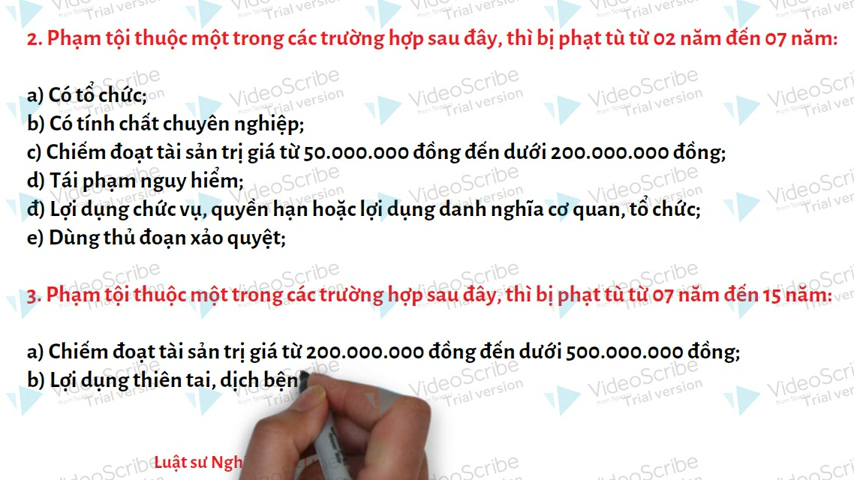 2. Phạm tội thuộc một trong các trường hợp sau đây, thì bị phạt tù từ 02 năm đến 07 năm:
a) Có tổ chức;
b) Có tính chất chuyên nghiệp;
c) Chiếm đoạt tài sản trị giá từ 50.000.000 đồng đến dưới 200.000.000 đồng;
d) Tái phạm nguy hiểm;
đ) Lợi dụng chức vụ, quyền hạn hoặc lợi dụng danh nghĩa cơ quan, tổ chức;
e) Dùng thủ đoạn xảo quyệt;
3. Phạm tội thuộc một trong các trường hợp sau đây, thì bị phạt tù từ 07 năm đến 15 năm:
a) Chiếm đoạt tài sản trị giá từ 200.000.000 đồng đến dưới 500.000.000 đồng;
b) Lợi dụng thiên tai, dịch bện
Luật sư Ngh
VideoScribe
Trial version